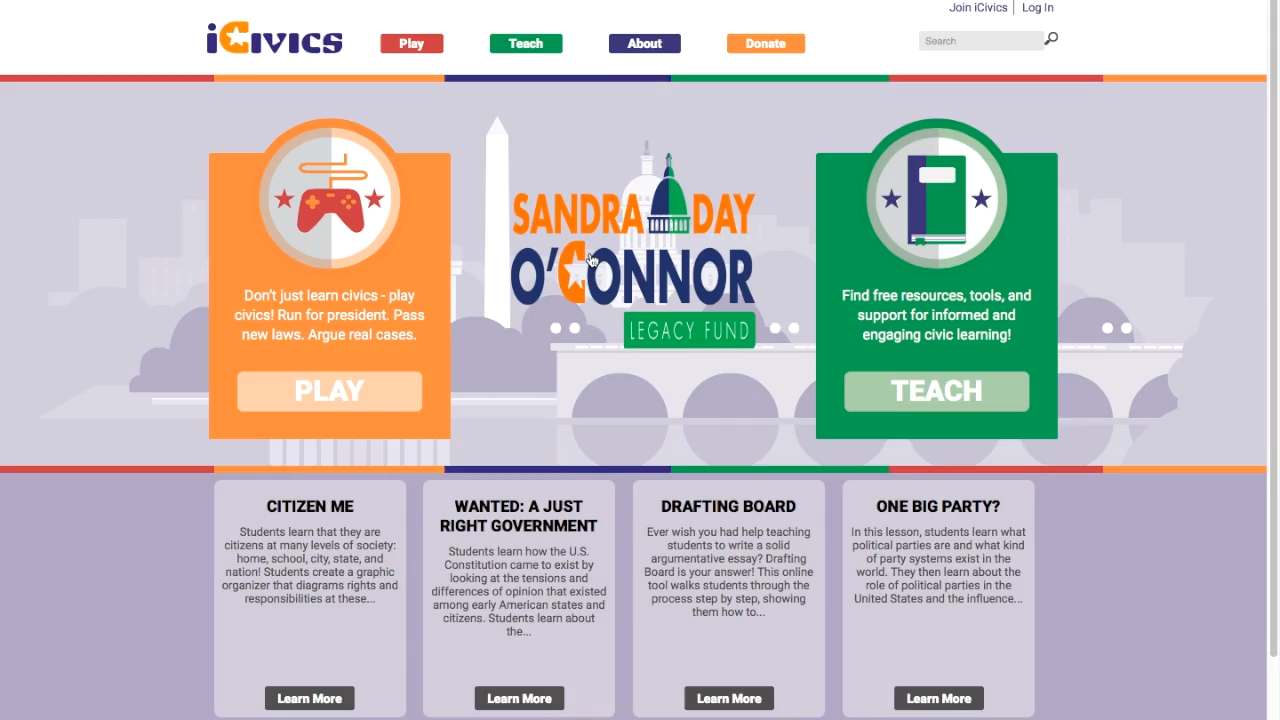 Join iCivics
Log In
iCIVICS
Play
Teach
About
Donate
Search
SANDRA DAY
O'CONNOR
LEGACY FUND
Don't just learn civics - play
civics! Run for president. Pass
new laws. Argue real cases.
PLAY
Find free resources, tools, and
support for informed and
engaging civic learning!
TEACH
CITIZEN ME
Students learn that they are
citizens at many levels of society:
home, school, city, state, and
nation! Students create a graphic
organizer that diagrams rights and
responsibilities at these...
Learn More
WANTED: A JUST
RIGHT GOVERNMENT
Students learn how the U.S.
Constitution came to exist by
looking at the tensions and
differences of opinion that existed
among early American states and
citizens. Students learn about
the...
Learn More
DRAFTING BOARD
Ever wish you had help teaching
students to write a solid
argumentative essay? Drafting
Board is your answer! This online
tool walks students through the
process step by step, showing
them how to...
Learn More
ONE BIG PARTY?
In this lesson, students learn what
political parties are and what kind
of party systems exist in the
world. They then learn about the
role of political parties in the
United States and the influence...
Learn More